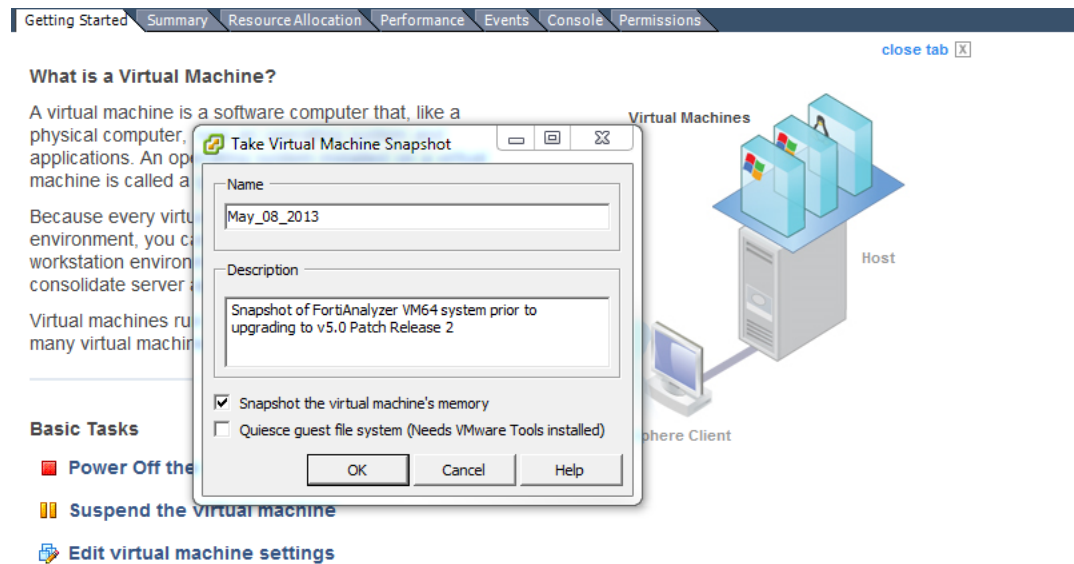 Getting Started Summary Resource Allocation Performance Events Console Permissions
close tab X
What is a Virtual Machine?
A virtual machine is a software computer that, like a
physical computer,
applications. An ope
machine is called a
Because every virtu
environment, you ca
workstation environ
consolidate server a
Virtual machines ru
many virtual machin
Virtual Machines
Host
phere Client
Take Virtual Machine Snapshot
Name
May_08_2013
Description
Snapshot of FortiAnalyzer VM64 system prior to
upgrading to v5.0 Patch Release 2
Snapshot the virtual machine's memory
Quiesce guest file system (Needs VMware Tools installed)
OK Cancel Help
Basic Tasks
Power Off the
Suspend the virtual machine
Edit virtual machine settings